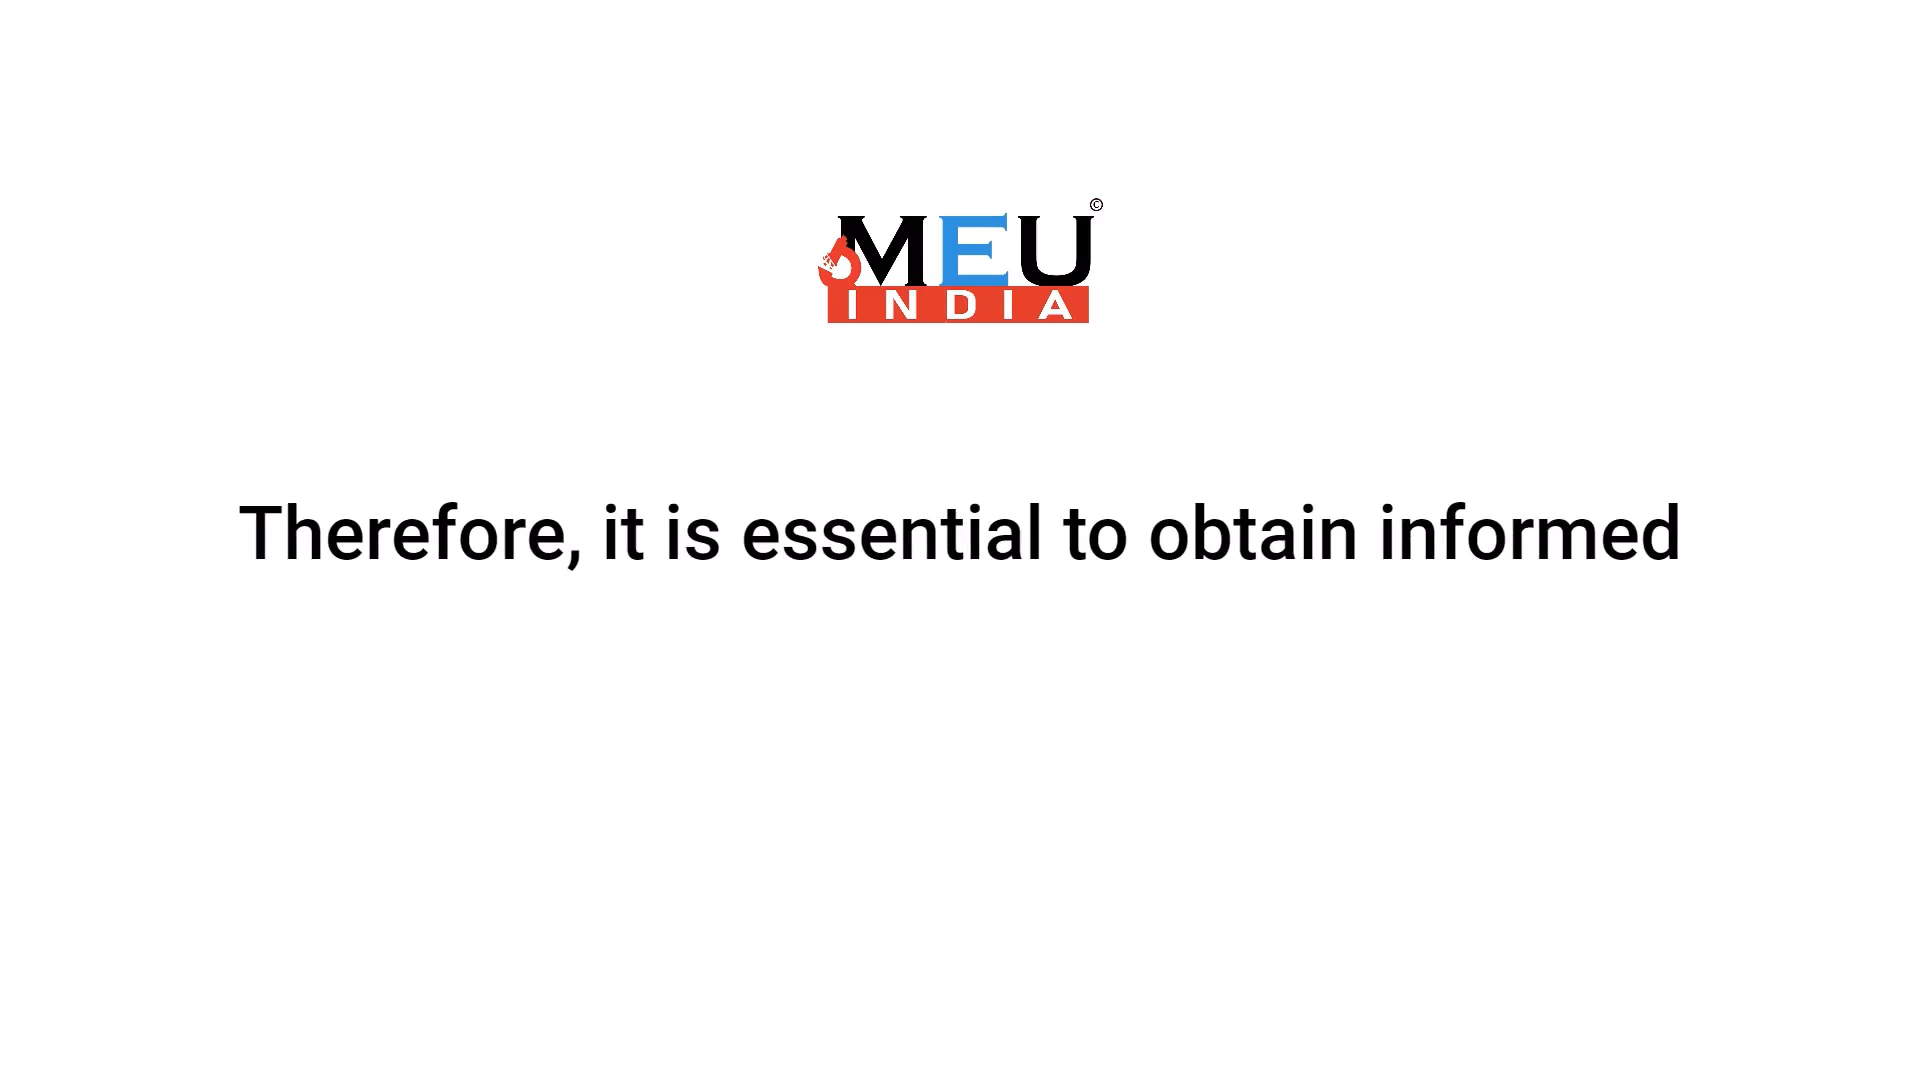 MEU ©
INDIA
Therefore, it is essential to obtain informed